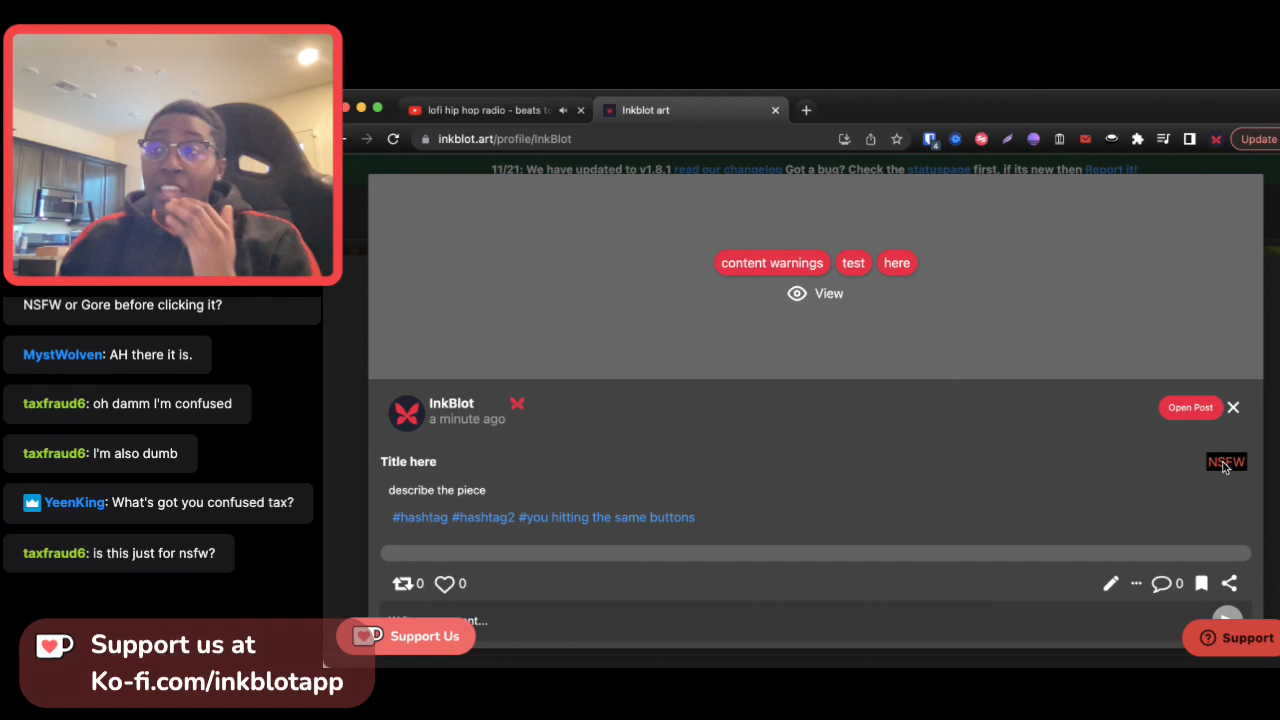 lofi hip hop radio - beats to
Inkblot art
inkblot.art/profile/InkBlot
4
Update
11/21: We have updated to v1.8.1 read our changelog Got a bug? Check the statuspage first, if its new then Report it!
content warnings test here
View
InkBlot
a minute ago
Open Post
Title here
NSFW
describe the piece
#hashtag #hashtag2 #you hitting the same buttons
0 0
0
Support Us
Support
NSFW or Gore before clicking it?
MystWolven: AH there it is.
taxfraud6: oh damm I'm confused
taxfraud6: I'm also dumb
YeenKing: What's got you confused tax?
taxfraud6: is this just for nsfw?
Support us at
Ko-fi.com/inkblotapp